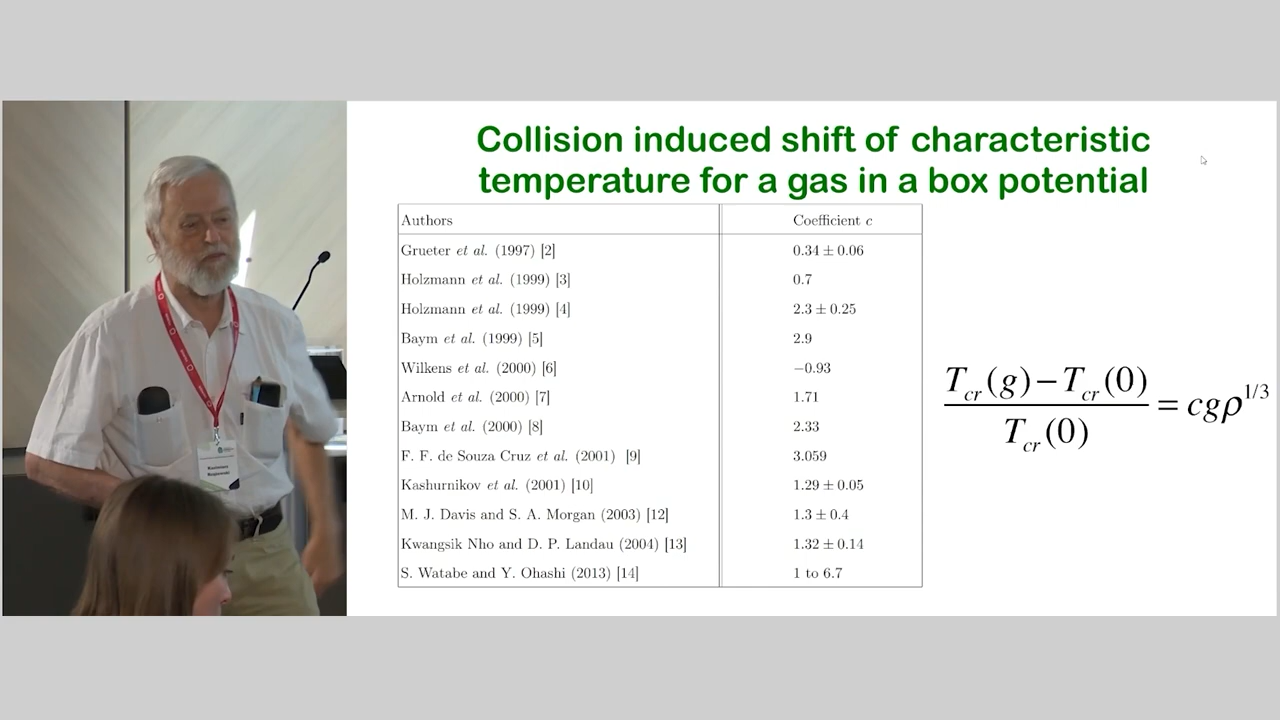 Collision induced shift of characteristic
temperature for a gas in a box potential
Authors Coefficient c
Grueter et al. (1997) [2] 0.34 ± 0.06
Holzmann et al. (1999) [3] 0.7
Holzmann et al. (1999) [4] 2.3 ± 0.25
Baym et al. (1999) [5] 2.9
Wilkens et al. (2000) [6] −0.93
Arnold et al. (2000) [7] 1.71
Baym et al. (2000) [8] 2.33
F. F. de Souza Cruz et al. (2001) [9] 3.059
Kashurnikov et al. (2001) [10] 1.29 ± 0.05
M. J. Davis and S. A. Morgan (2003) [12] 1.3 ± 0.4
Kwangsik Nho and D. P. Landau (2004) [13] 1.32 ± 0.14
S. Watabe and Y. Ohashi (2013) [14] 1 to 6.7
T_cr(g) − T_cr(0)
T_cr(0)
= cgρ^1/3